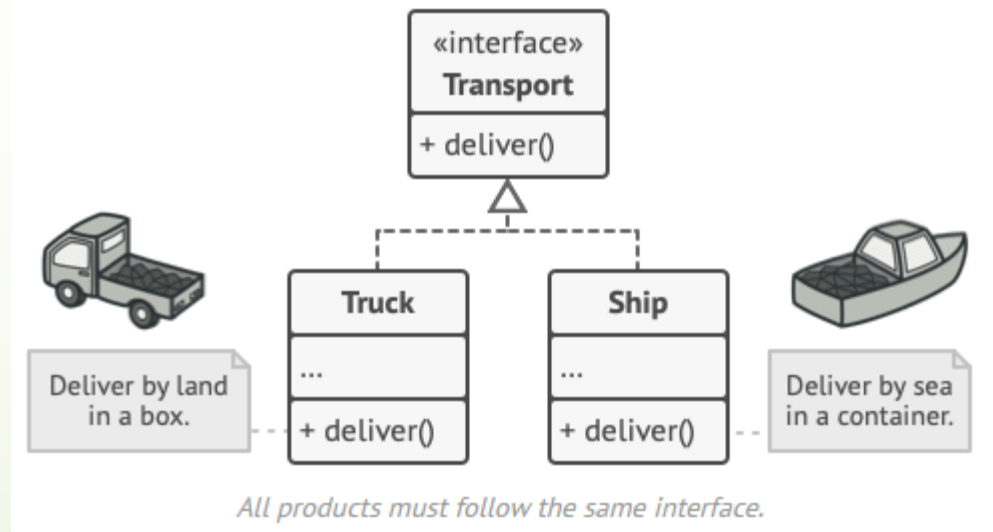 «interface»
Transport
+ deliver()
Truck
...
+ deliver()
Ship
...
+ deliver()
Deliver by land
in a box.
Deliver by sea
in a container.
All products must follow the same interface.